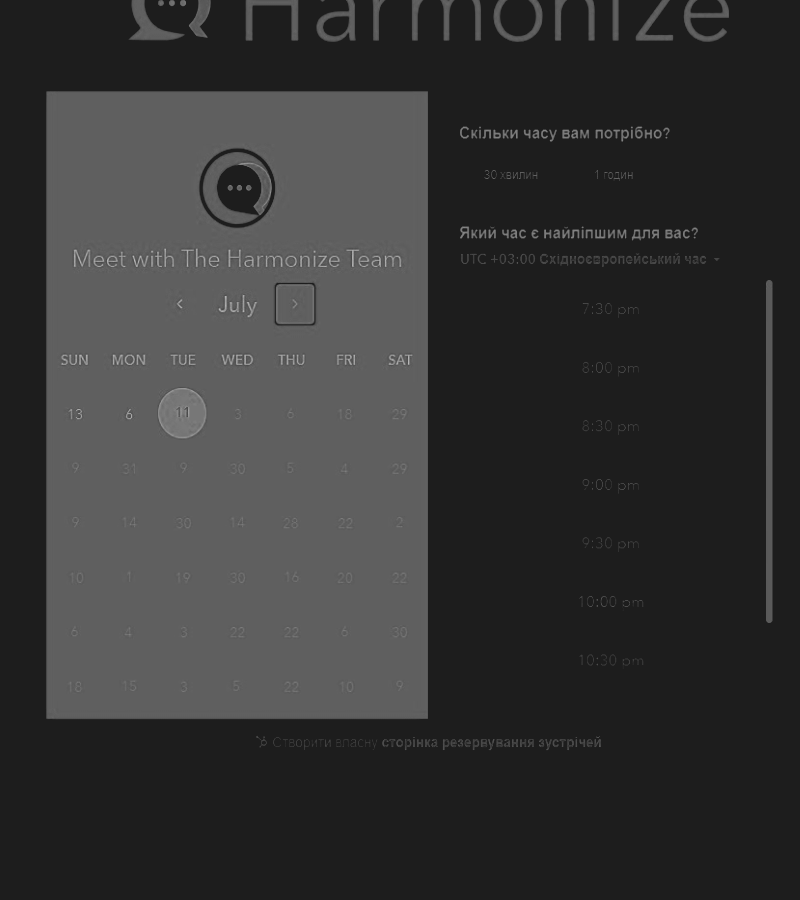 Harmonize
Meet with The Harmonize Team
July
SUN MON TUE WED THU FRI SAT
13 6 11 3 6 18 29
9 31 9 30 5 4 29
9 14 30 14 28 22 2
10 1 19 30 16 20 22
6 4 3 22 22 6 30
18 15 3 5 22 10 9
Скільки часу вам потрібно?
30 хвилин 1 годин
Який час є найліпшим для вас?
UTC +03:00 Східноєвропейський час
7:30 pm
8:00 pm
8:30 pm
9:00 pm
9:30 pm
10:00 pm
10:30 pm
Створити власну сторінка резервування зустрічей